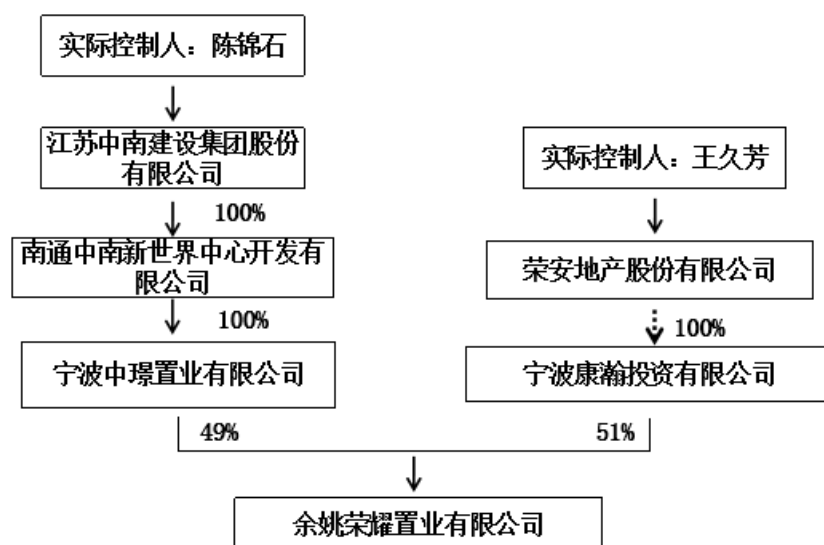 实际控制人：陈锦石
江苏中南建设集团股份
有限公司
实际控制人：王久芳
100%
南通中南新世界中心开发有
限公司
荣安地产股份有限公司
100%
100%
宁波中璟置业有限公司
宁波康瀚投资有限公司
49%
51%
余姚荣耀置业有限公司